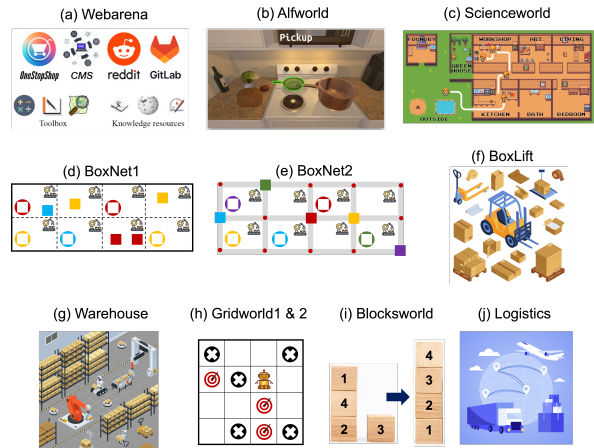 (a) Webarena
(b) Alfworld
(c) Scienceworld
OneStopShop
CMS
reddit
GitLab
Toolbox
Knowledge resources
Pickup
FOUNDRY
WORKSHOP
LIVING
GREEN
HOUSE
OUTSIDE
KITCHEN
BATH
BEDROOM
(d) BoxNet1
(e) BoxNet2
(f) BoxLift
(g) Warehouse
(h) Gridworld1 & 2
(i) Blocksworld
(j) Logistics
1
4
2
3
4
3
2
1